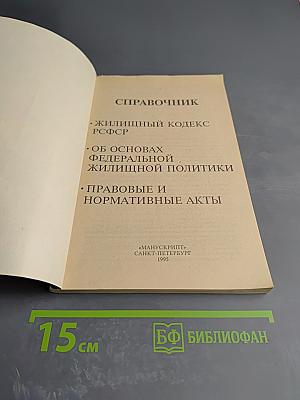 СПРАВОЧНИК
• ЖИЛИЩНЫЙ КОДЕКС
РСФСР
• ОБ ОСНОВАХ
ФЕДЕРАЛЬНОЙ
ЖИЛИЩНОЙ ПОЛИТИКИ
• ПРАВОВЫЕ И
НОРМАТИВНЫЕ АКТЫ
«МАНУСКРИПТ»
САНКТ-ПЕТЕРБУРГ
1995
15 см
БФ БИБЛИОФАН